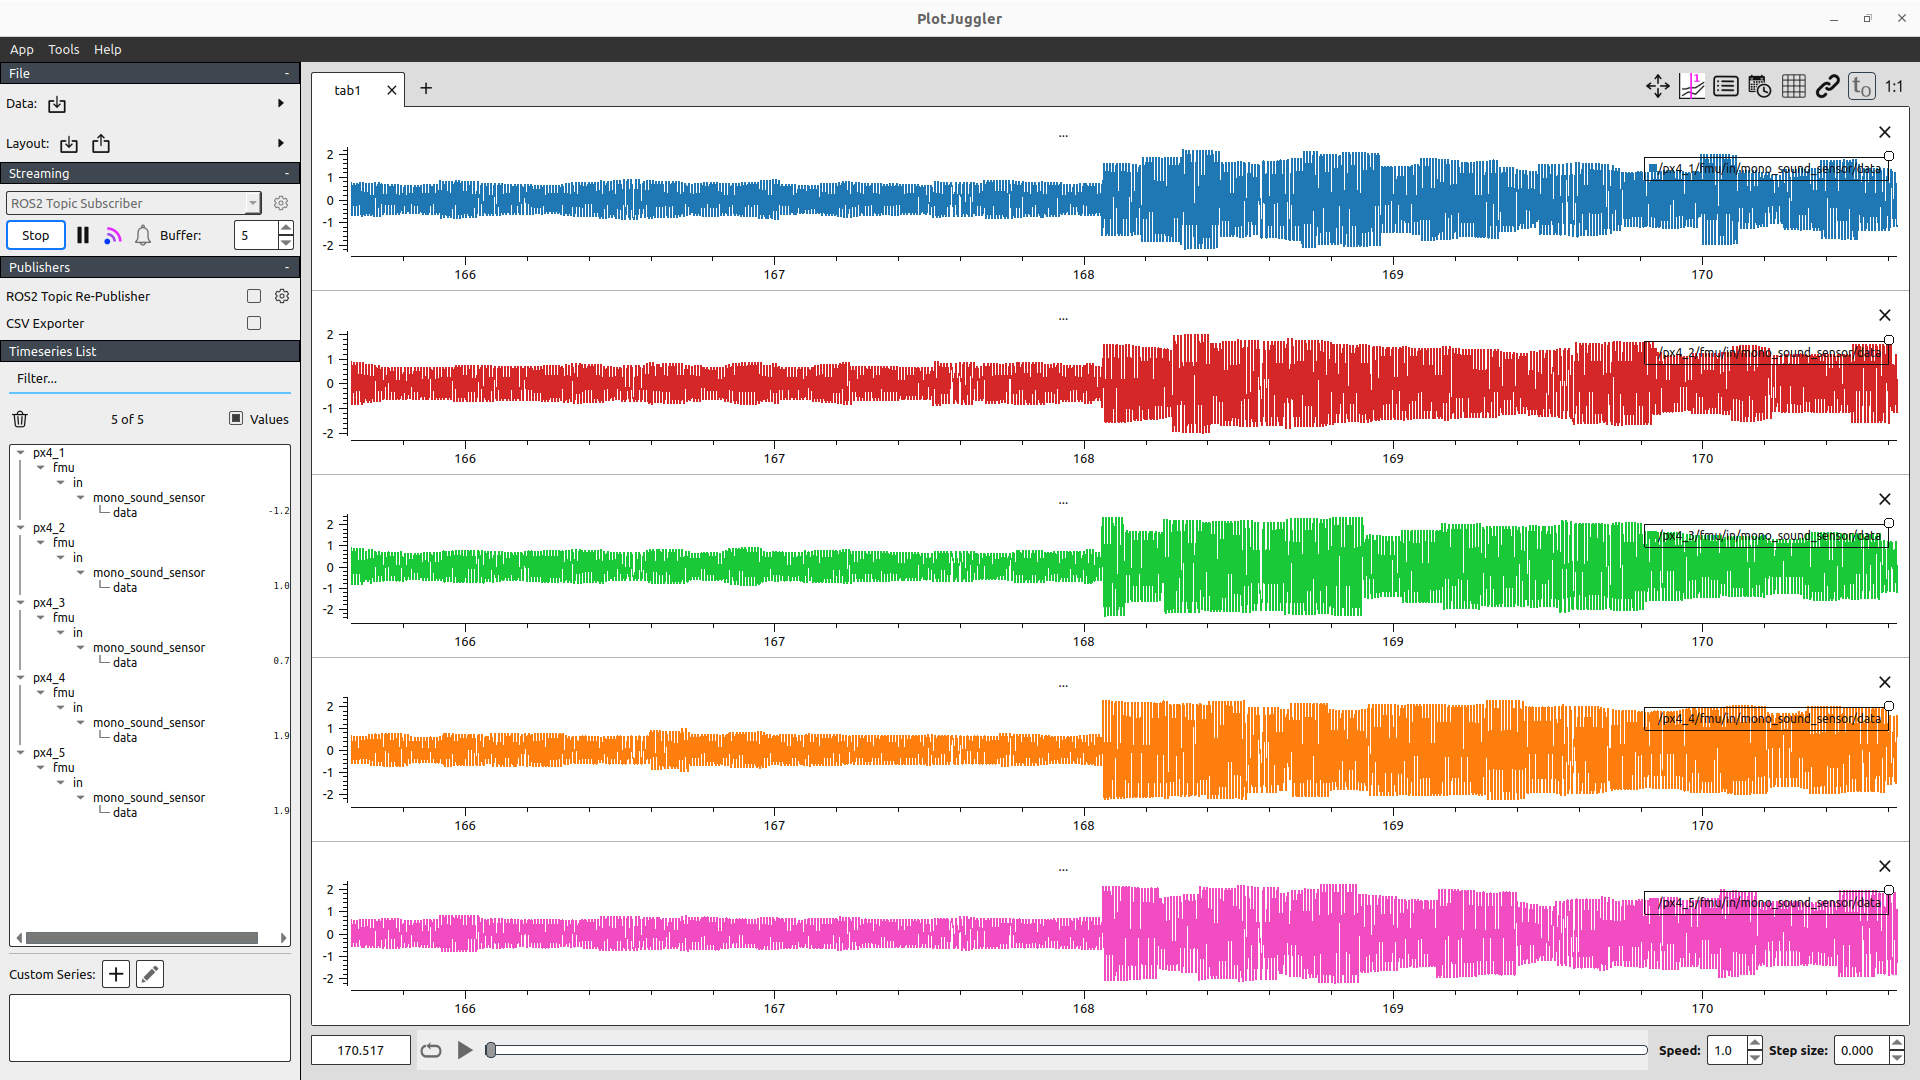 PlotJuggler
App Tools Help
File -
Data:
Layout:
Streaming -
ROS2 Topic Subscriber
Stop Buffer: 5
Publishers -
ROS2 Topic Re-Publisher
CSV Exporter
Timeseries List
Filter...
5 of 5 Values
px4_1
fmu
in
mono_sound_sensor
data -1.2
px4_2
fmu
in
mono_sound_sensor
data 1.0
px4_3
fmu
in
mono_sound_sensor
data 0.7
px4_4
fmu
in
mono_sound_sensor
data 1.9
px4_5
fmu
in
mono_sound_sensor
data 1.9
Custom Series:
tab1 +
t0 1:1
...
/px4_1/fmu/in/mono_sound_sensor/data
2
1
0
-1
-2
166 167 168 169 170
...
/px4_2/fmu/in/mono_sound_sensor/data
2
1
0
-1
-2
166 167 168 169 170
...
/px4_3/fmu/in/mono_sound_sensor/data
2
1
0
-1
-2
166 167 168 169 170
...
/px4_4/fmu/in/mono_sound_sensor/data
2
1
0
-1
-2
166 167 168 169 170
...
/px4_5/fmu/in/mono_sound_sensor/data
2
1
0
-1
-2
166 167 168 169 170
170.517 Speed: 1.0 Step size: 0.000